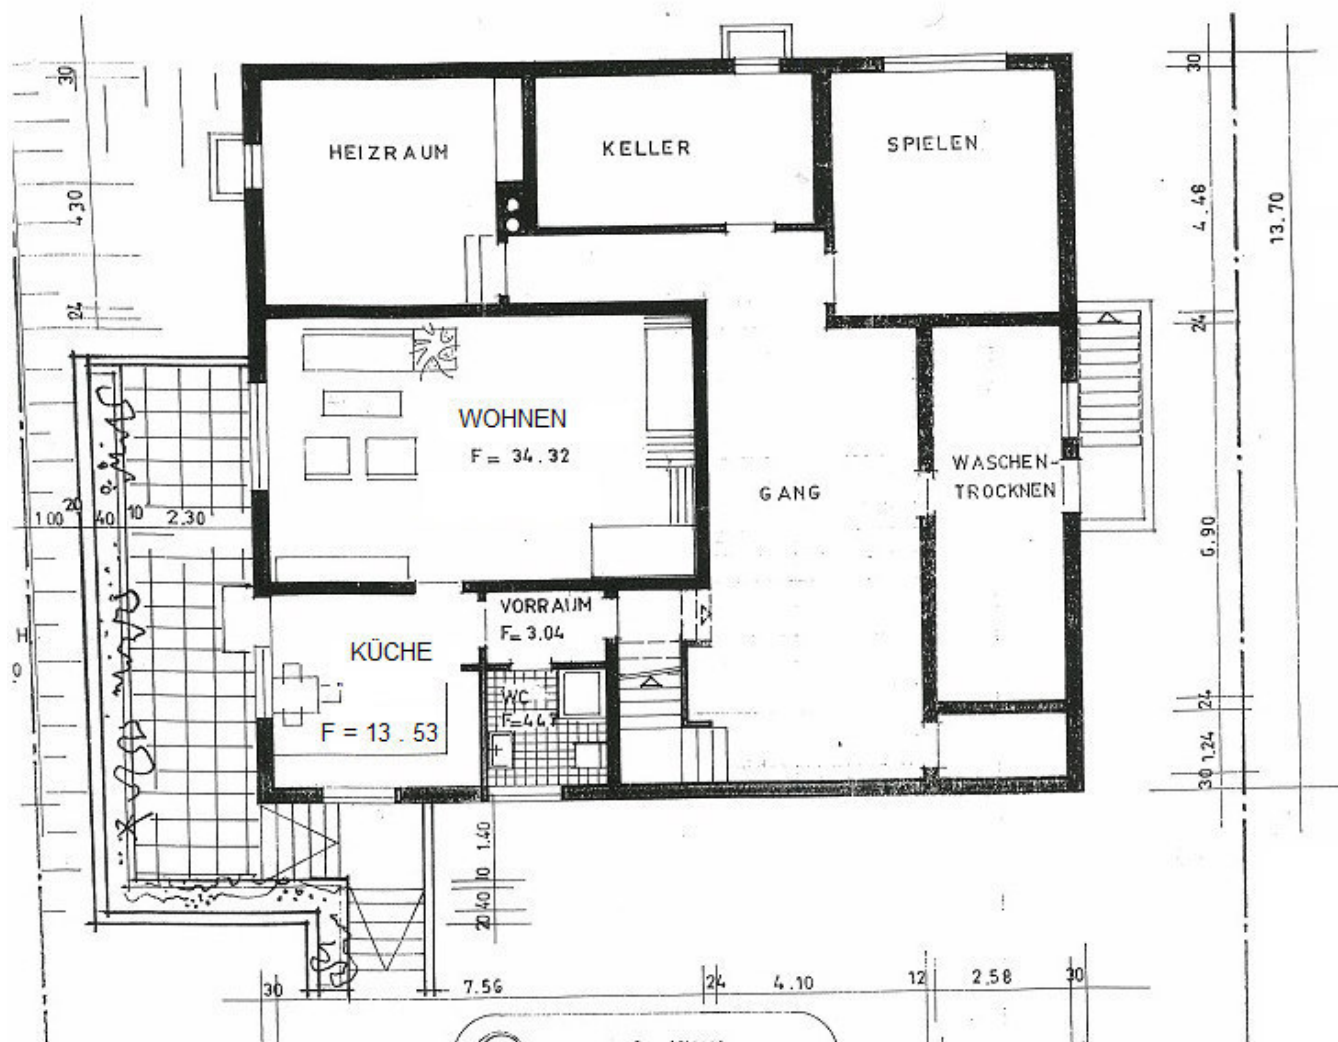 30
30
HEIZRAUM
KELLER
SPIELEN
4.30
4.48
13.70
24
24
WOHNEN
F = 34.32
GANG
WASCHEN-
TROCKNEN
20
100
40
10
2.30
6.90
VORRAUM
F= 3.04
H
KÜCHE
F = 13 . 53
WC
24
1.24
30
1.40
10
40
20
30
7.56
24
4.10
12
2.58
30